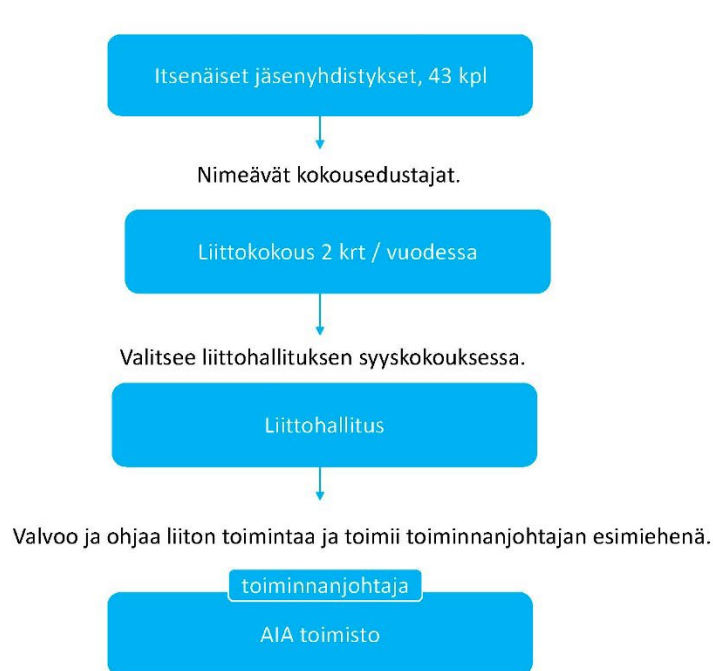 Itsenäiset jäsenyhdistykset, 43 kpl
Nimeävät kokousedustajat.
Liittokokous 2 krt / vuodessa
Valitsee liittohallituksen syyskokouksessa.
Liittohallitus
Valvoo ja ohjaa liiton toimintaa ja toimii toiminnanjohtajan esimiehenä.
toiminnanjohtaja
AIA toimisto